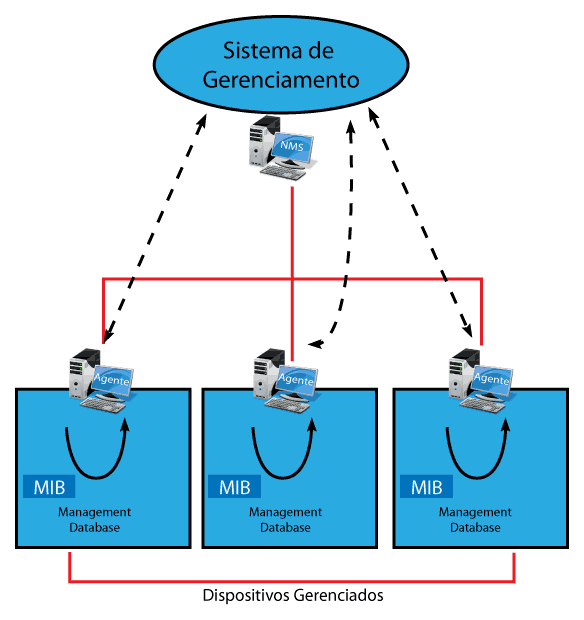 Sistema de
Gerenciamento
NMS
Agente
Agente
Agente
MIB
MIB
MIB
Management
Database
Management
Database
Management
Database
Dispositivos Gerenciados